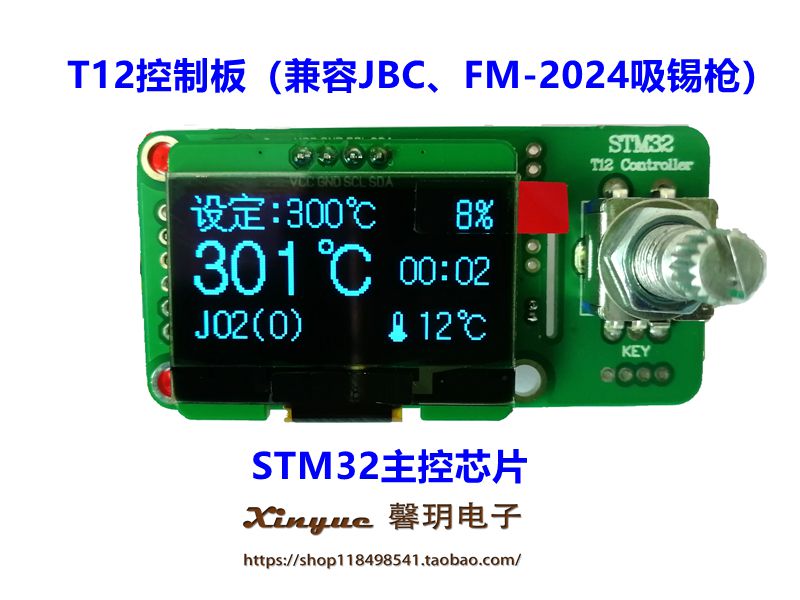 T12控制板（兼容JBC、FM-2024吸锡枪）
STM32
T12 Controller
VCC GND SCL SDA
设定:300℃ 8%
301℃ 00:02
J02(0) 12℃
KEY
STM32主控芯片
Xinyue 馨玥电子
https://shop118498541.taobao.com/